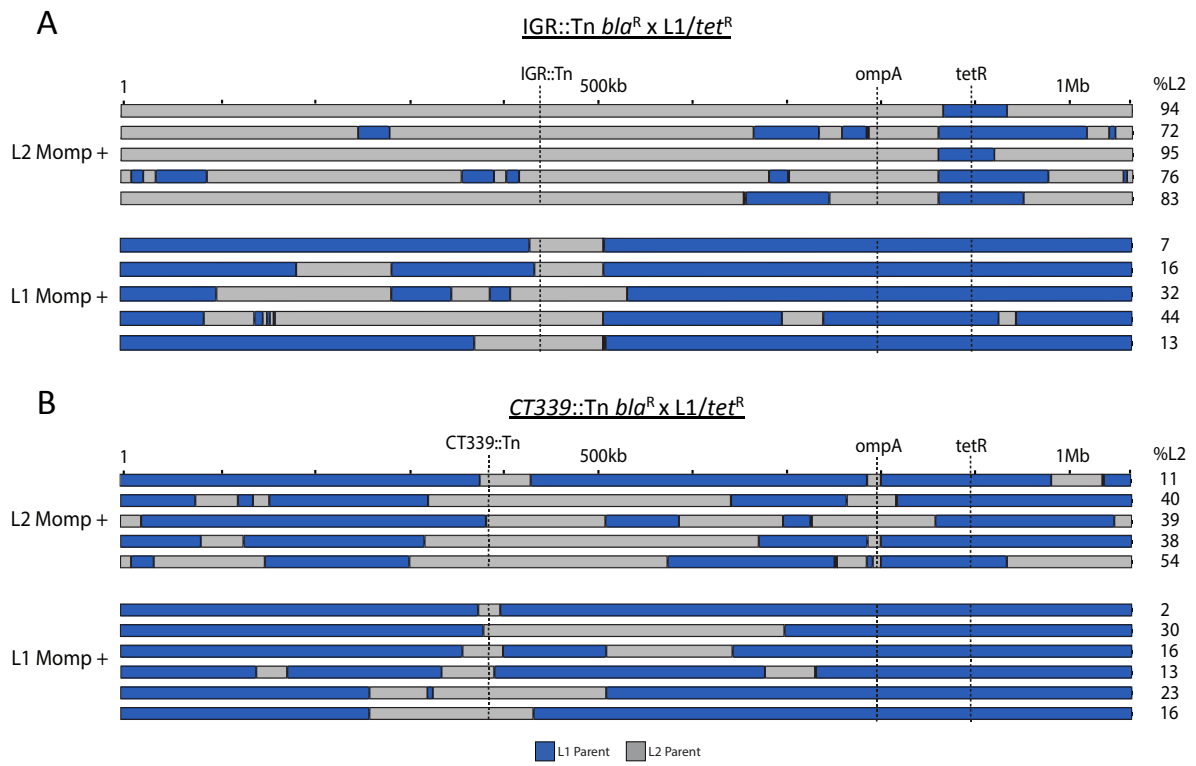 A
IGR::Tn blaᴿ x L1/tetᴿ
IGR::Tn ompA tetR
1 500kb 1Mb %L2
94
72
L2 Momp + 95
76
83
7
16
L1 Momp + 32
44
13
B
CT339::Tn blaᴿ x L1/tetᴿ
CT339::Tn ompA tetR
1 500kb 1Mb %L2
11
40
L2 Momp + 39
38
54
2
30
L1 Momp + 16
13
23
16
L1 Parent L2 Parent